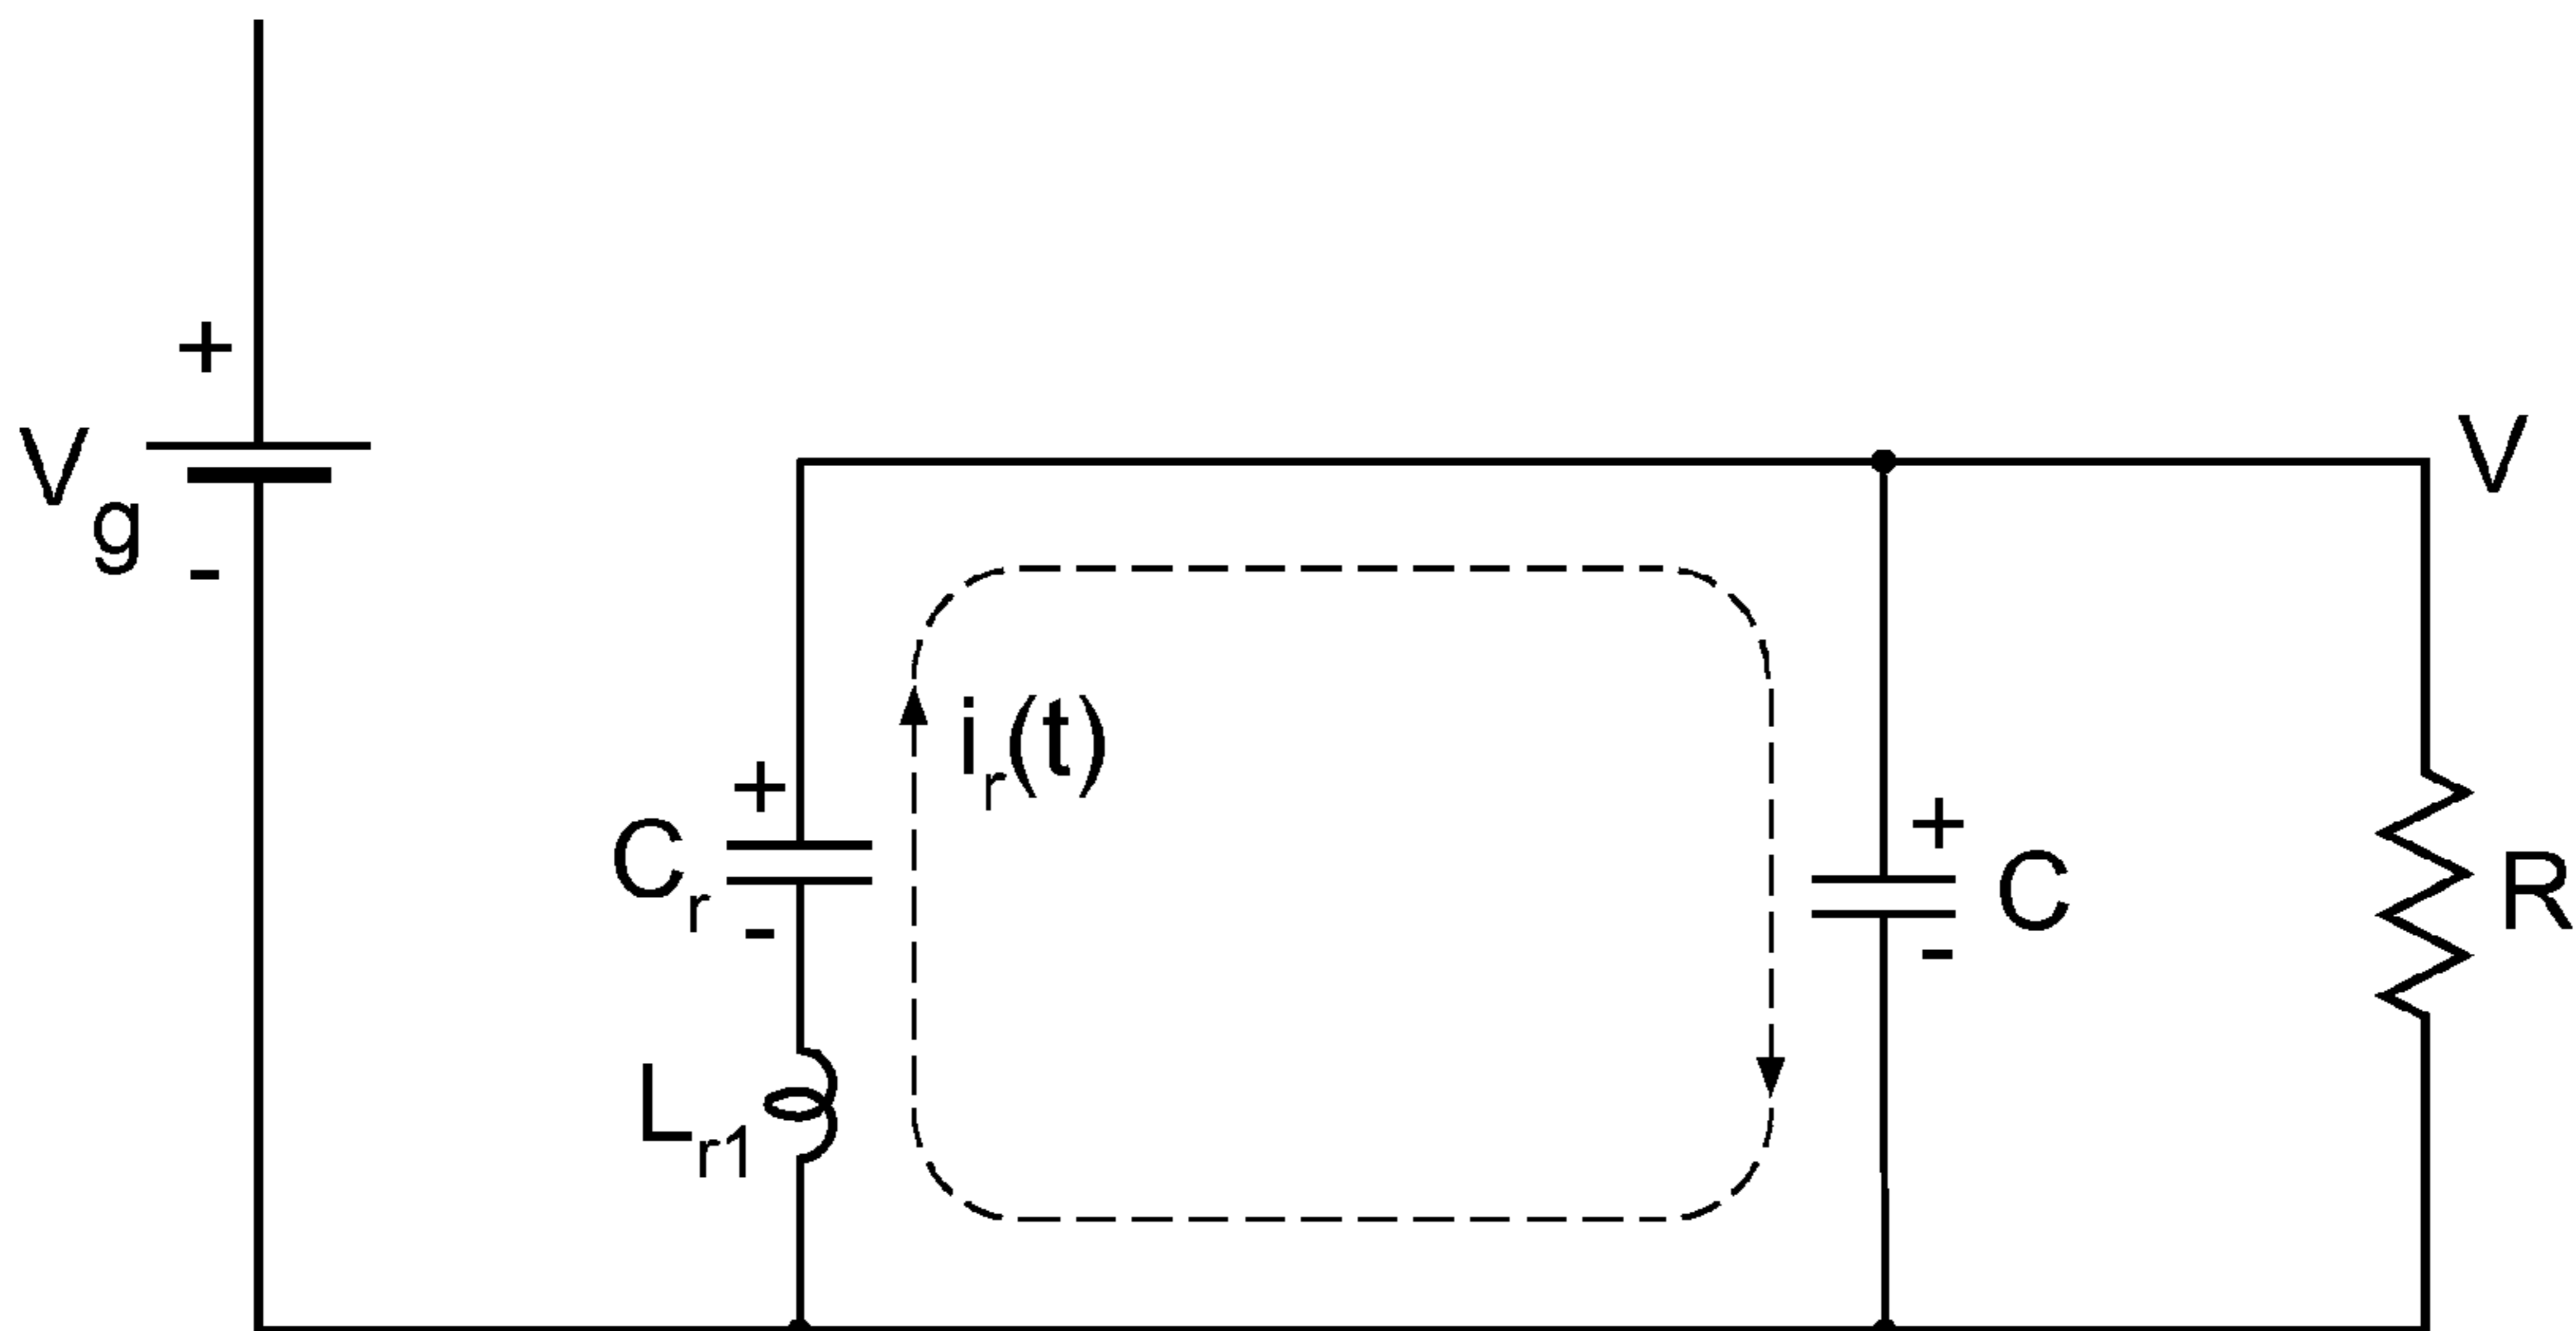 +
V
Vg
-
ir(t)
+
Cr
-
+
C
-
R
Lr1